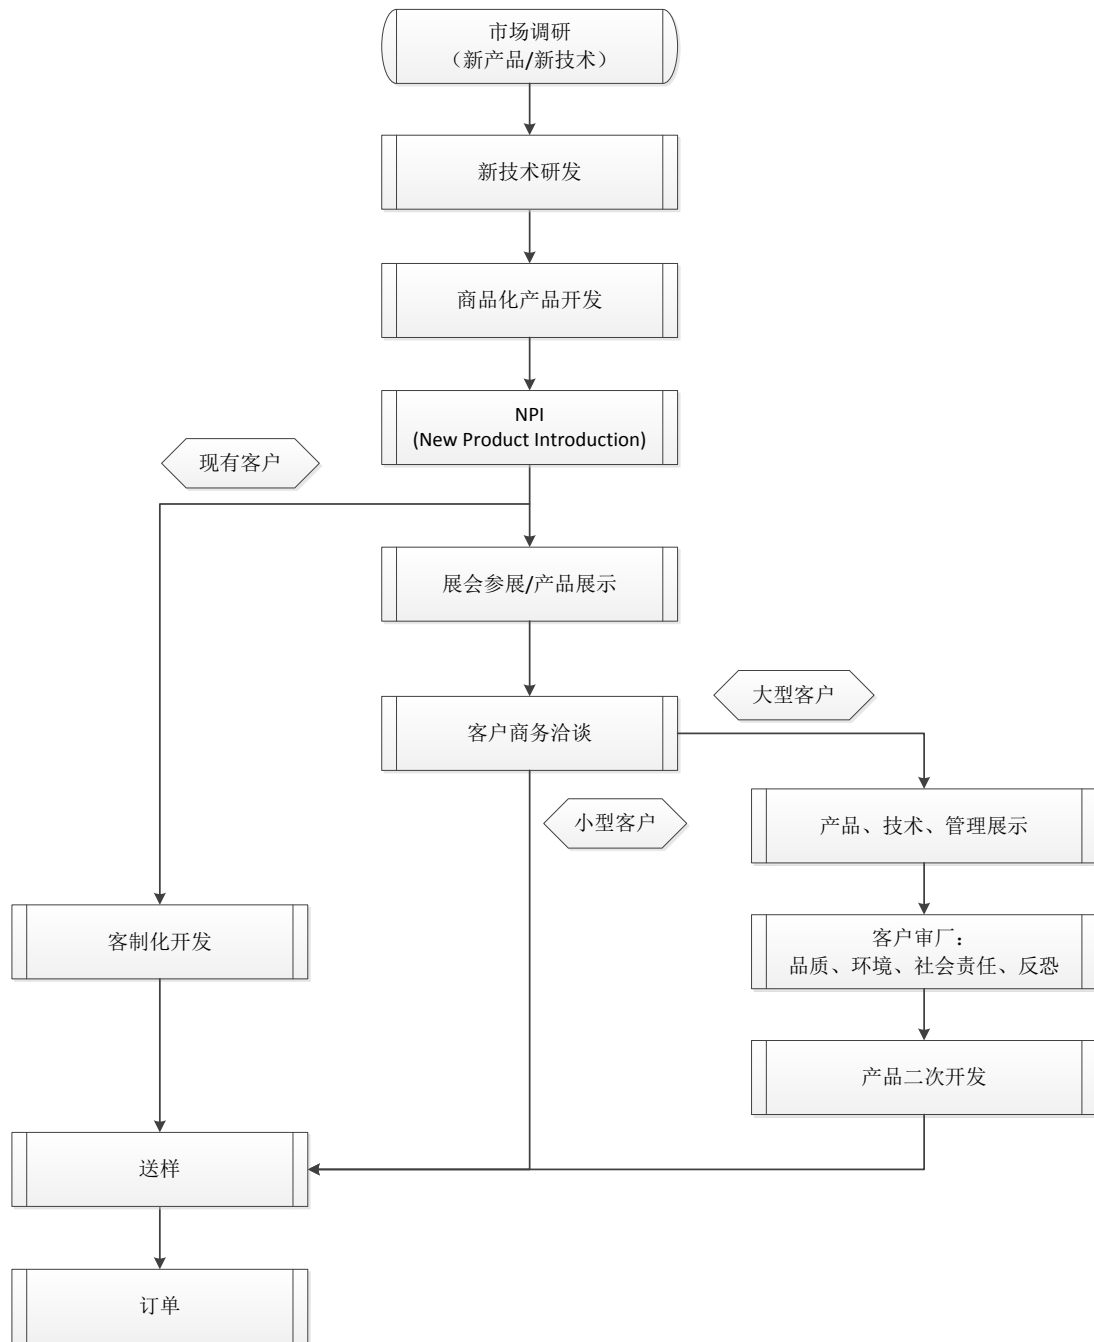 市场调研
（新产品/新技术）
新技术研发
商品化产品开发
NPI
(New Product Introduction)
现有客户
展会参展/产品展示
大型客户
客户商务洽谈
小型客户
产品、技术、管理展示
客制化开发
客户审厂：
品质、环境、社会责任、反恐
产品二次开发
送样
订单